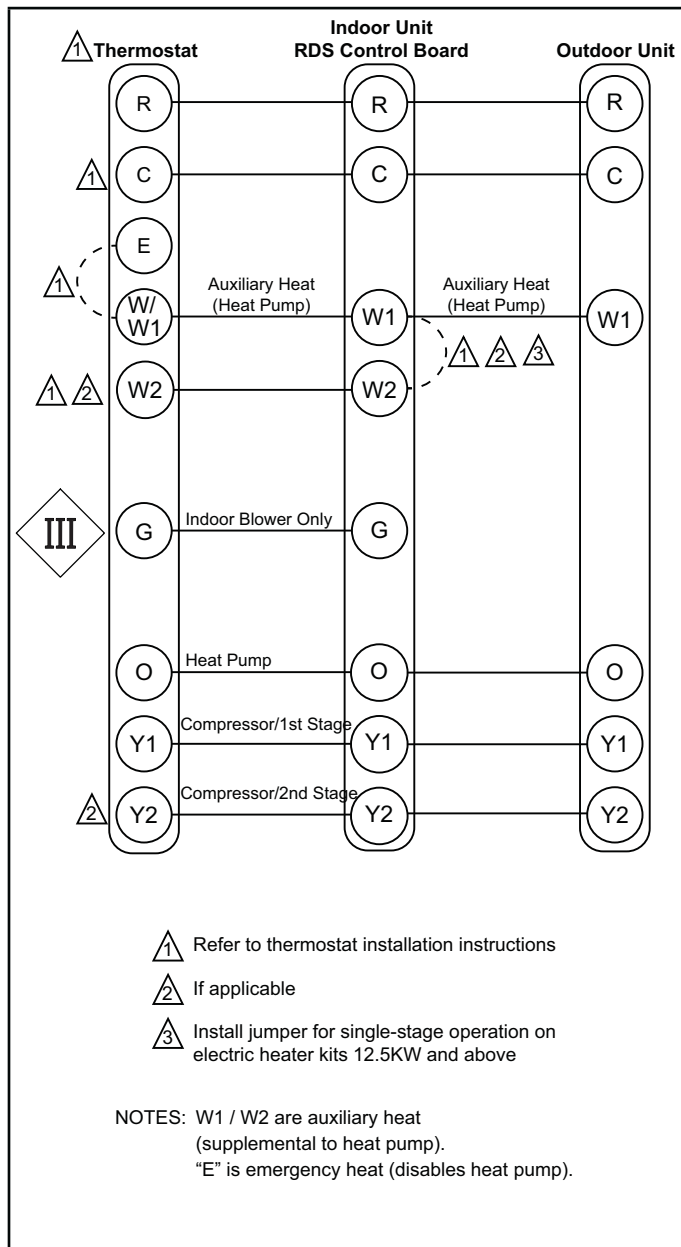 Indoor Unit
1 Thermostat RDS Control Board Outdoor Unit
R R R
1 C C C
E
1
Auxiliary Heat Auxiliary Heat
(Heat Pump) (Heat Pump)
W/
W1 W1 W1
1 2 3
1 2 W2 W2
III
G Indoor Blower Only G
O Heat Pump O O
Y1 Compressor/1st Stage Y1 Y1
2 Y2 Compressor/2nd Stage Y2 Y2
1 Refer to thermostat installation instructions
2 If applicable
3 Install jumper for single-stage operation on
electric heater kits 12.5KW and above
NOTES: W1 / W2 are auxiliary heat
(supplemental to heat pump).
“E” is emergency heat (disables heat pump).